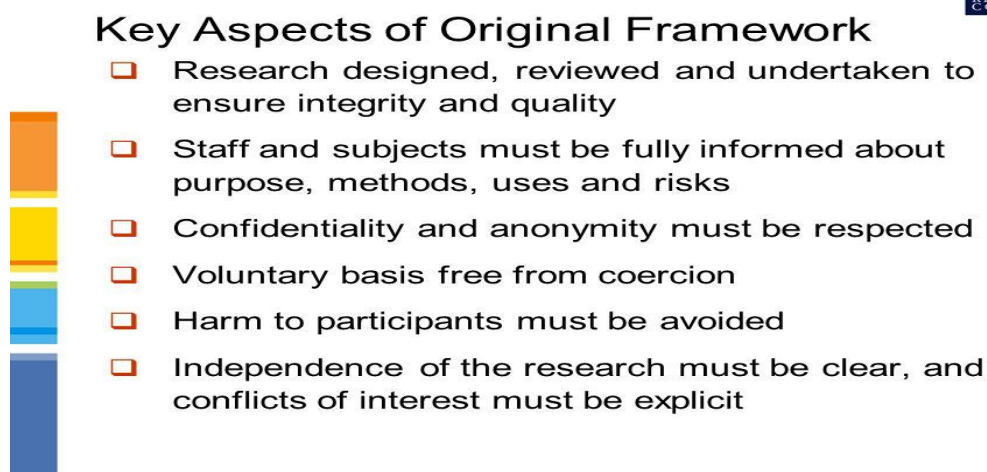 Key Aspects of Original Framework
Research designed, reviewed and undertaken to
ensure integrity and quality
Staff and subjects must be fully informed about
purpose, methods, uses and risks
Confidentiality and anonymity must be respected
Voluntary basis free from coercion
Harm to participants must be avoided
Independence of the research must be clear, and
conflicts of interest must be explicit